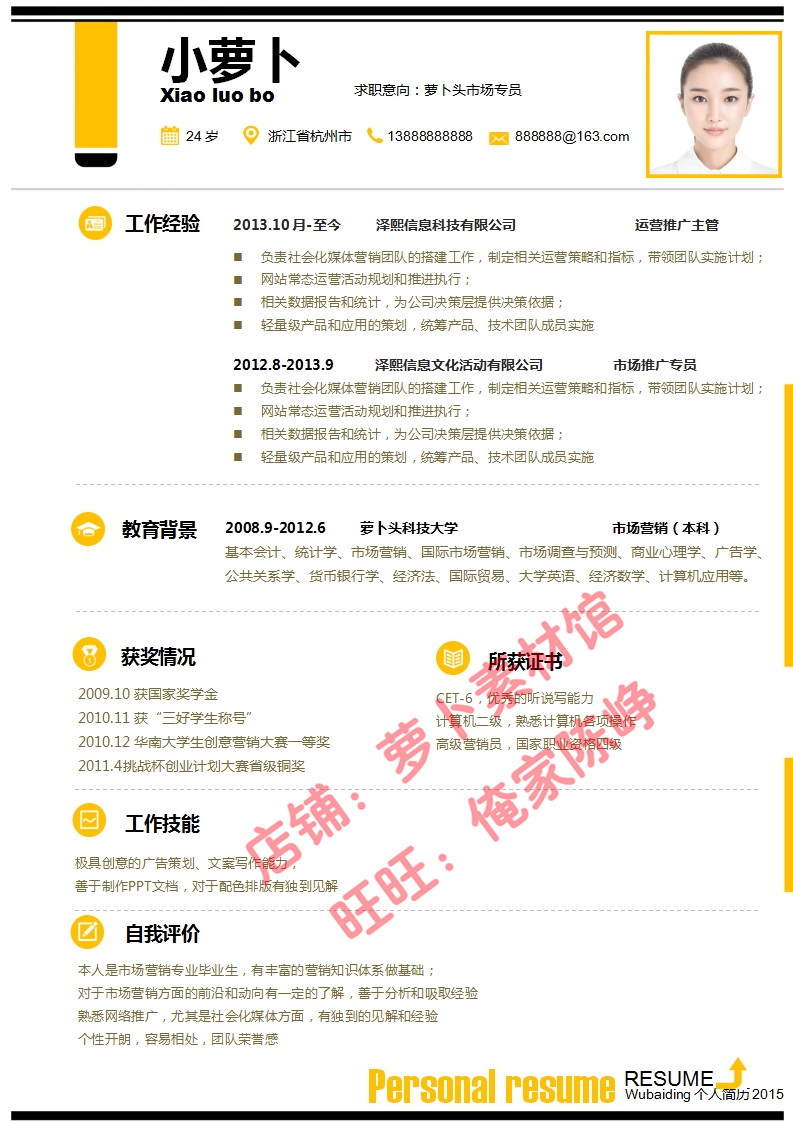 小萝卜
Xiao luo bo
求职意向：萝卜头市场专员
24 岁 浙江省杭州市 13888888888 888888@163.com
工作经验 2013.10 月-至今 泽熙信息科技有限公司 运营推广主管
■ 负责社会化媒体营销团队的搭建工作，制定相关运营策略和指标，带领团队实施计划；
■ 网站常态运营活动规划和推进执行；
■ 相关数据报告和统计，为公司决策层提供决策依据；
■ 轻量级产品和应用的策划，统筹产品、技术团队成员实施
2012.8-2013.9 泽熙信息文化活动有限公司 市场推广专员
■ 负责社会化媒体营销团队的搭建工作，制定相关运营策略和指标，带领团队实施计划；
■ 网站常态运营活动规划和推进执行；
■ 相关数据报告和统计，为公司决策层提供决策依据；
■ 轻量级产品和应用的策划，统筹产品、技术团队成员实施
教育背景 2008.9-2012.6 萝卜头科技大学 市场营销（本科）
基本会计、统计学、市场营销、国际市场营销、市场调查与预测、商业心理学、广告学、
公共关系学、货币银行学、经济法、国际贸易、大学英语、经济数学、计算机应用等。
获奖情况
2009.10 获国家奖学金
2010.11 获“三好学生称号”
2010.12 华南大学生创意营销大赛一等奖
2011.4挑战杯创业计划大赛省级铜奖
所获证书
CET-6，优秀的听说写能力
计算机二级，熟悉计算机各项操作
高级营销员，国家职业资格四级
店铺：萝卜素材馆
旺旺：俺家陈峥
工作技能
极具创意的广告策划、文案写作能力，
善于制作PPT文档，对于配色排版有独到见解
自我评价
本人是市场营销专业毕业生，有丰富的营销知识体系做基础；
对于市场营销方面的前沿和动向有一定的了解，善于分析和吸取经验
熟悉网络推广，尤其是社会化媒体方面，有独到的见解和经验
个性开朗，容易相处，团队荣誉感
Personal resume RESUME
Wubaiding 个人简历 2015